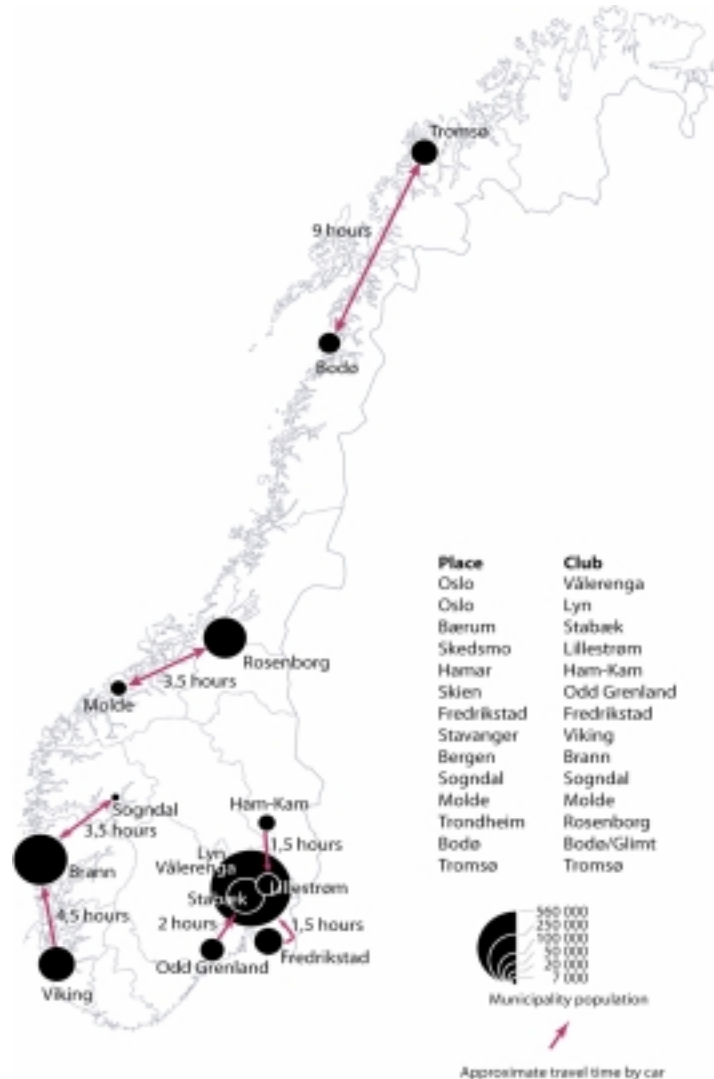 Tromsø
9 hours
Bodø
Rosenborg
3,5 hours
Molde
Sogndal
3,5 hours
Brann
4,5 hours
Viking
Ham-Kam
1,5 hours
Lyn
Vålerenga
Lillestrøm
Stabæk
2 hours
1,5 hours
Odd Grenland
Fredrikstad
Place Club
Oslo Vålerenga
Oslo Lyn
Bærum Stabæk
Skedsmo Lillestrøm
Hamar Ham-Kam
Skien Odd Grenland
Fredrikstad Fredrikstad
Stavanger Viking
Bergen Brann
Sogndal Sogndal
Molde Molde
Trondheim Rosenborg
Bodø Bodø/Glimt
Tromsø Tromsø
560 000
250 000
100 000
50 000
20 000
7 000
Municipality population
Approximate travel time by car